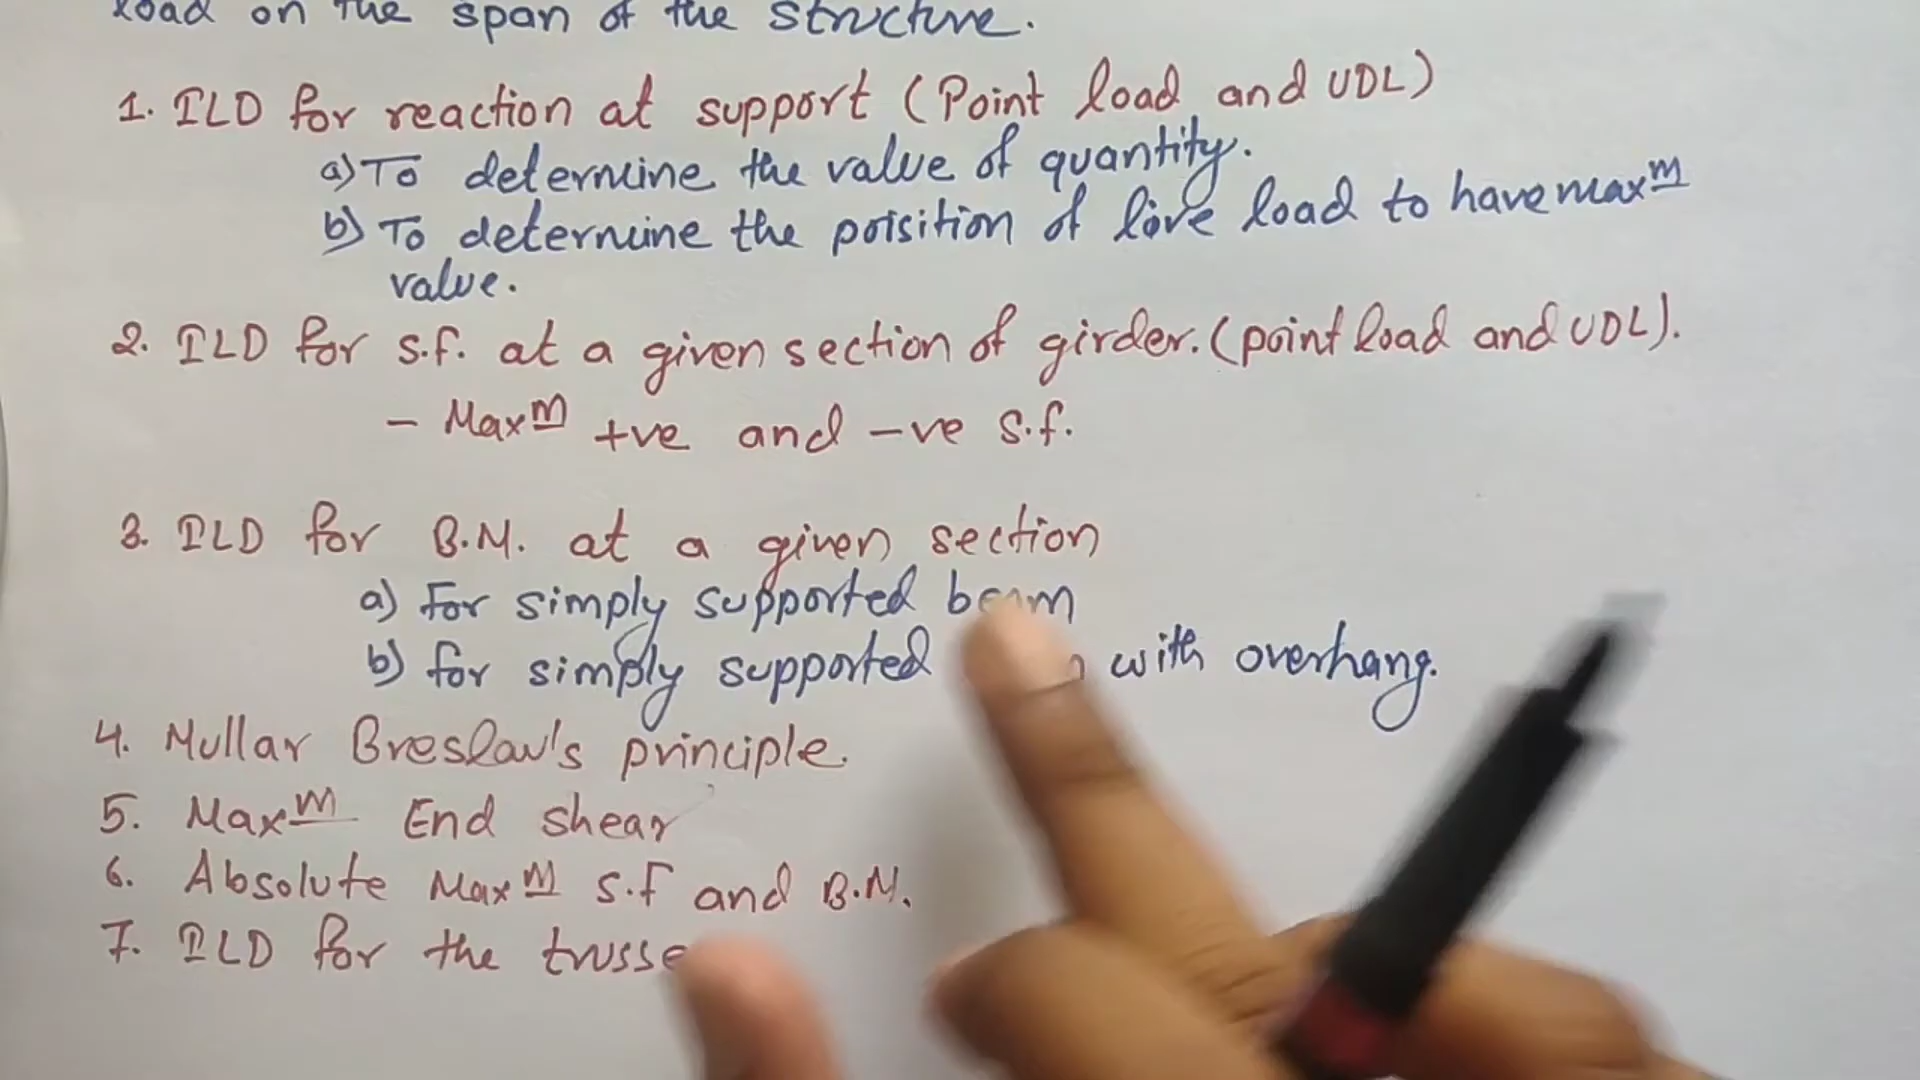 load on the span of the structure.
1. ILD for reaction at support (Point load and UDL)
a) To determine the value of quantity.
b) To determine the poisition of live load to have maxm
value.
2. ILD for s.f. at a given section of girder. (point load and UDL).
- Maxm +ve and -ve s.f.
3. ILD for B.M. at a given section
a) For simply supported beam
b) for simply supported with overhang.
4. Mullar Breslau's principle.
5. Maxm End shear
6. Absolute Maxm S.F and B.M.
7. ILD for the